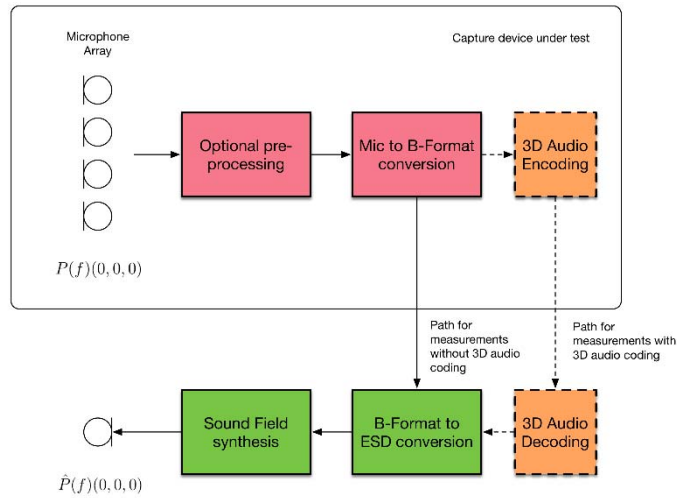 Microphone
Array
Capture device under test
Optional pre-
processing
Mic to B-Format
conversion
3D Audio
Encoding
P(f)(0, 0, 0)
Path for
measurements
without 3D audio
coding
Path for
measurements with
3D audio coding
Sound Field
synthesis
B-Format to
ESD conversion
3D Audio
Decoding
P̂(f)(0, 0, 0)